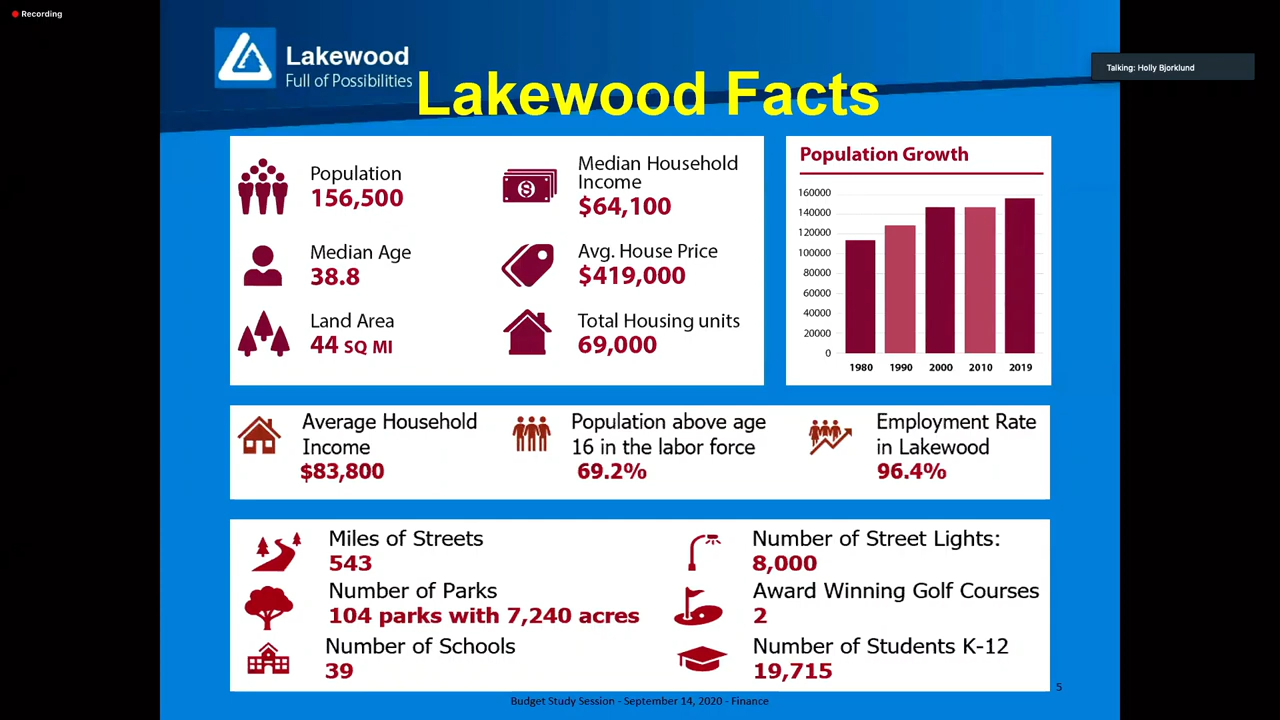 Recording
Talking: Holly Bjorklund
Lakewood
Full of Possibilities
Lakewood Facts
Population
156,500
Median Household
Income
$64,100
Median Age
38.8
Avg. House Price
$419,000
Land Area
44 SQ MI
Total Housing units
69,000
Population Growth
160000
140000
120000
100000
80000
60000
40000
20000
0
1980 1990 2000 2010 2019
Average Household
Income
$83,800
Population above age
16 in the labor force
69.2%
Employment Rate
in Lakewood
96.4%
Miles of Streets
543
Number of Street Lights:
8,000
Number of Parks
104 parks with 7,240 acres
Award Winning Golf Courses
2
Number of Schools
39
Number of Students K-12
19,715
5
Budget Study Session - September 14, 2020 - Finance